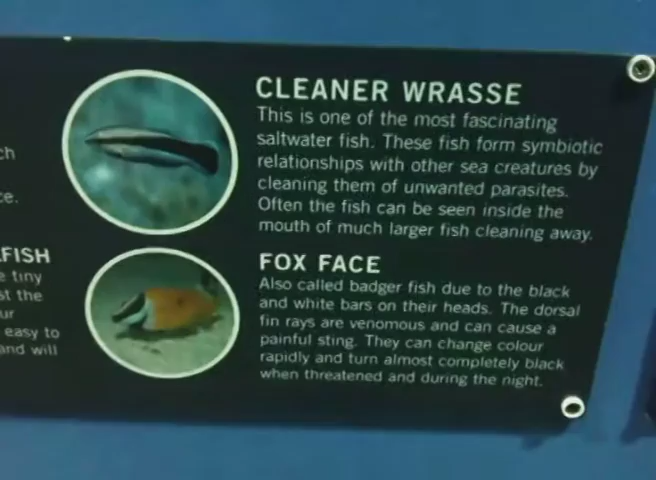 CLEANER WRASSE
This is one of the most fascinating
saltwater fish. These fish form symbiotic
relationships with other sea creatures by
cleaning them of unwanted parasites.
Often the fish can be seen inside the
mouth of much larger fish cleaning away.
FOX FACE
Also called badger fish due to the black
and white bars on their heads. The dorsal
fin rays are venomous and can cause a
painful sting. They can change colour
rapidly and turn almost completely black
when threatened and during the night.
tiny
the
easy to
and will